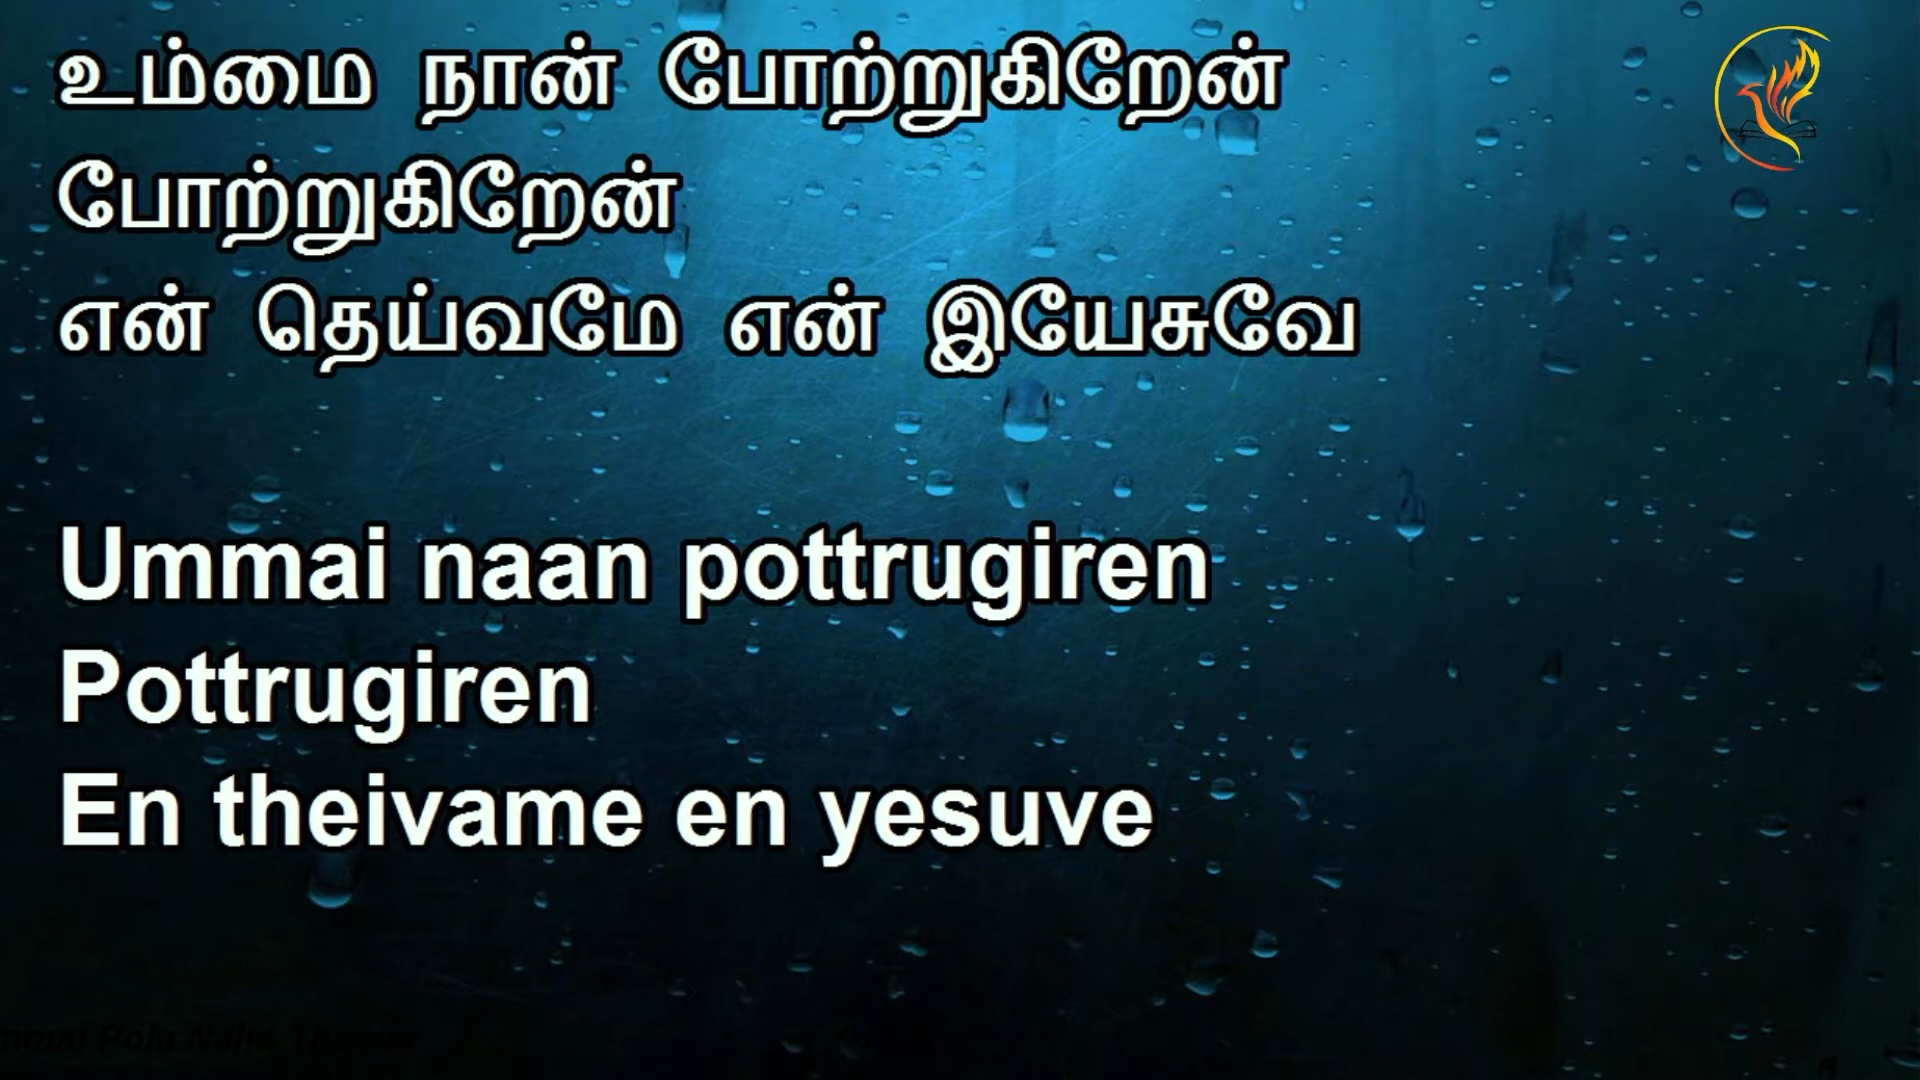 உம்மை நான் போற்றுகிறேன்
போற்றுகிறேன்
என் தெய்வமே என் இயேசுவே
Ummai naan pottrugiren
Pottrugiren
En theivame en yesuve